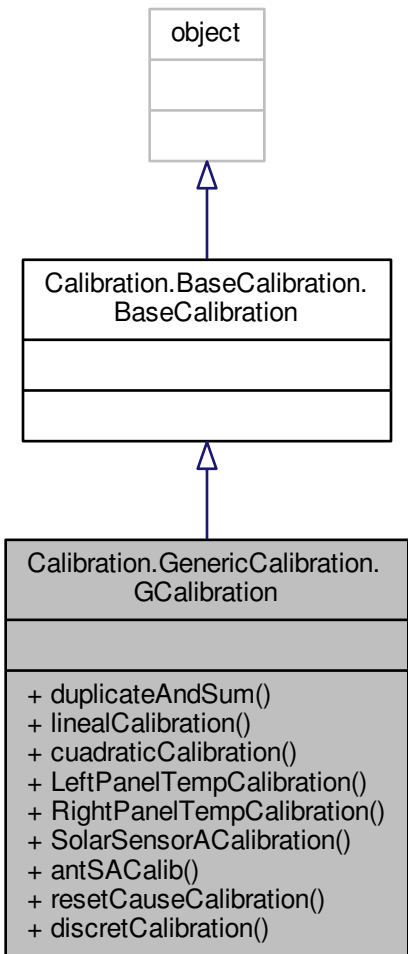 object
Calibration.BaseCalibration.
BaseCalibration
Calibration.GenericCalibration.
GCalibration
+ duplicateAndSum()
+ linealCalibration()
+ cuadraticCalibration()
+ LeftPanelTempCalibration()
+ RightPanelTempCalibration()
+ SolarSensorACalibration()
+ antSACalib()
+ resetCauseCalibration()
+ discretCalibration()